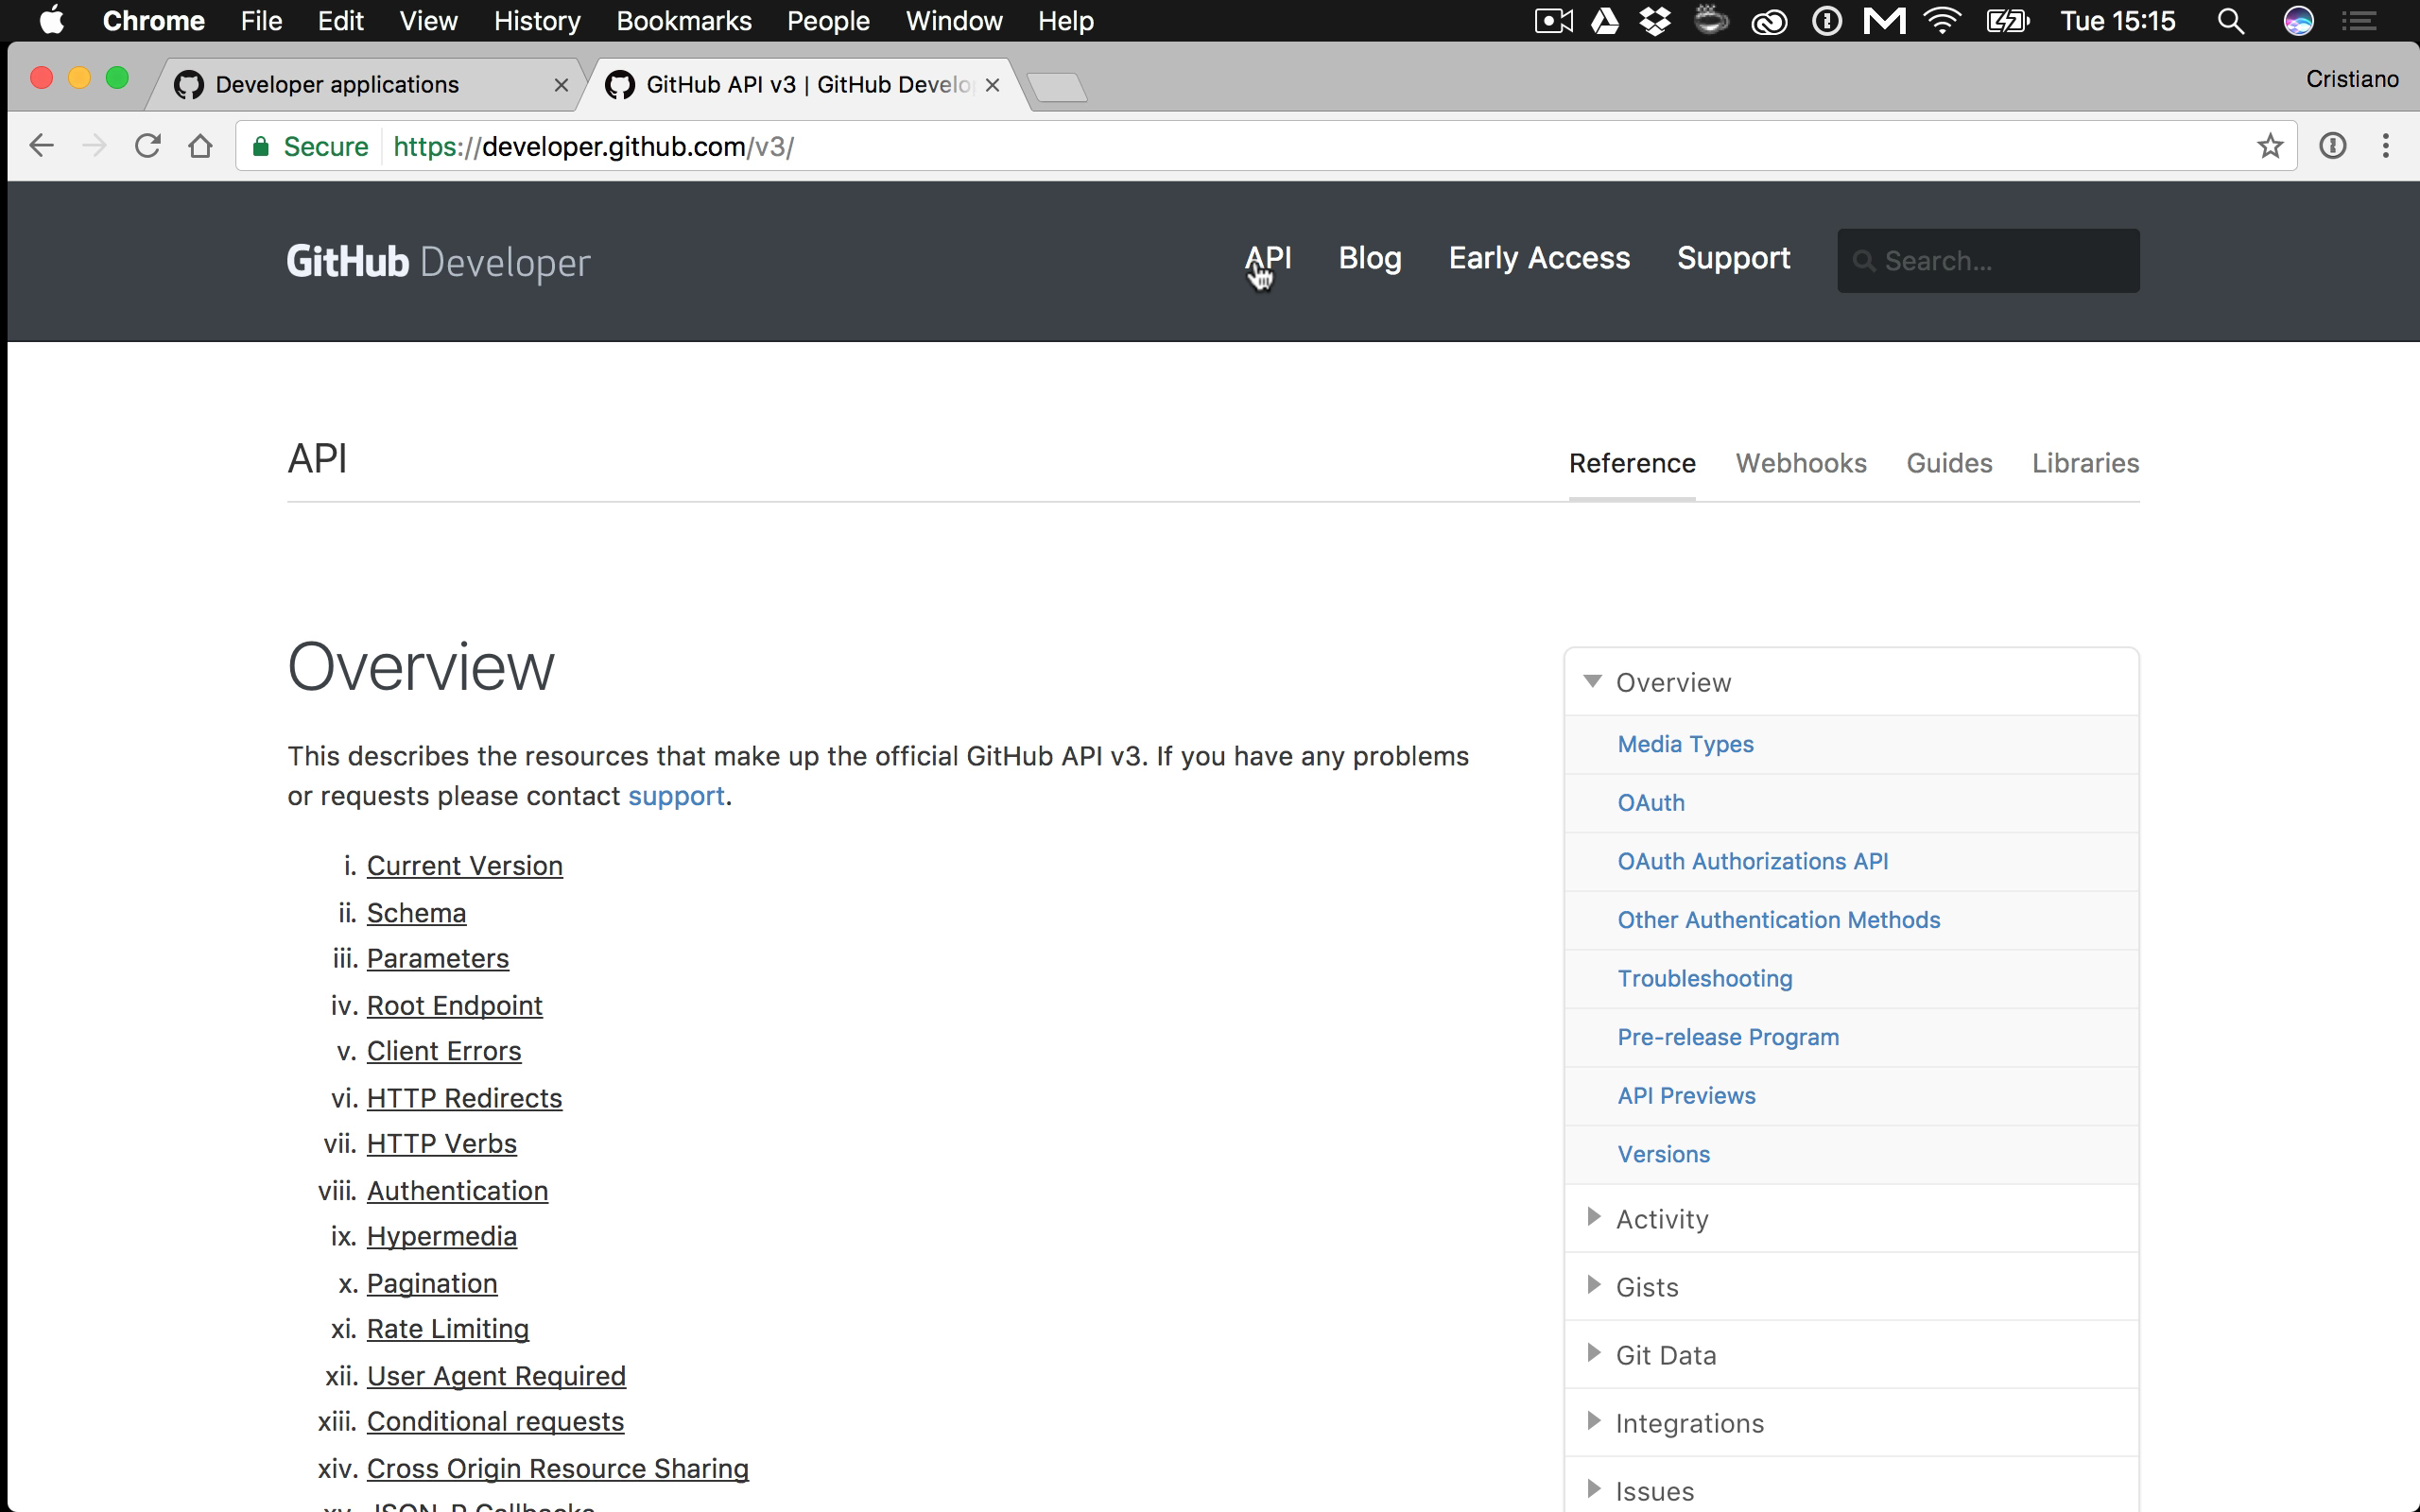 Chrome File Edit View History Bookmarks People Window Help Tue 15:15
Developer applications GitHub API v3 | GitHub Develo Cristiano
Secure https://developer.github.com/v3/
GitHub Developer API Blog Early Access Support Search...
API Reference Webhooks Guides Libraries
Overview
This describes the resources that make up the official GitHub API v3. If you have any problems
or requests please contact support.
i. Current Version
ii. Schema
iii. Parameters
iv. Root Endpoint
v. Client Errors
vi. HTTP Redirects
vii. HTTP Verbs
viii. Authentication
ix. Hypermedia
x. Pagination
xi. Rate Limiting
xii. User Agent Required
xiii. Conditional requests
xiv. Cross Origin Resource Sharing
xv. JSON-P Callbacks
Overview
Media Types
OAuth
OAuth Authorizations API
Other Authentication Methods
Troubleshooting
Pre-release Program
API Previews
Versions
Activity
Gists
Git Data
Integrations
Issues